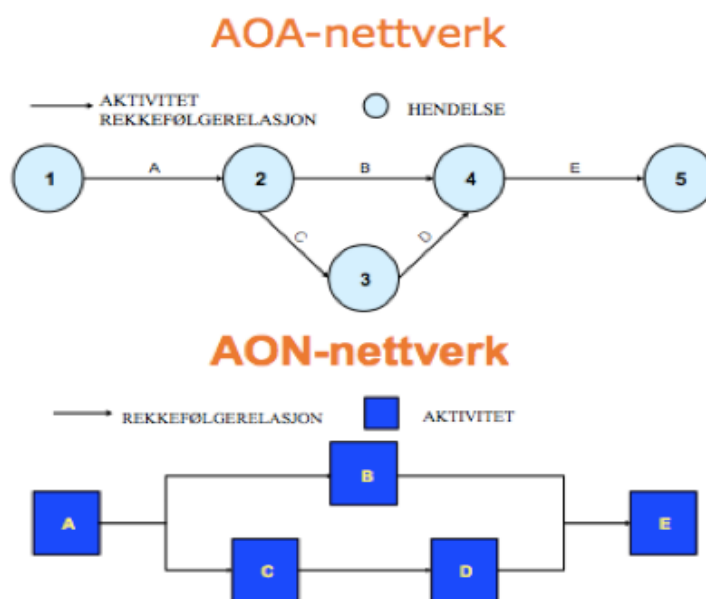 AOA-nettverk
AKTIVITET
REKKEFØLGERELASJON
HENDELSE
1 A 2 B 4 E 5
C D
3
AON-nettverk
REKKEFØLGERELASJON AKTIVITET
B
A E
C D